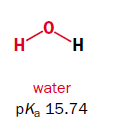 O
H H
water
pKa 15.74